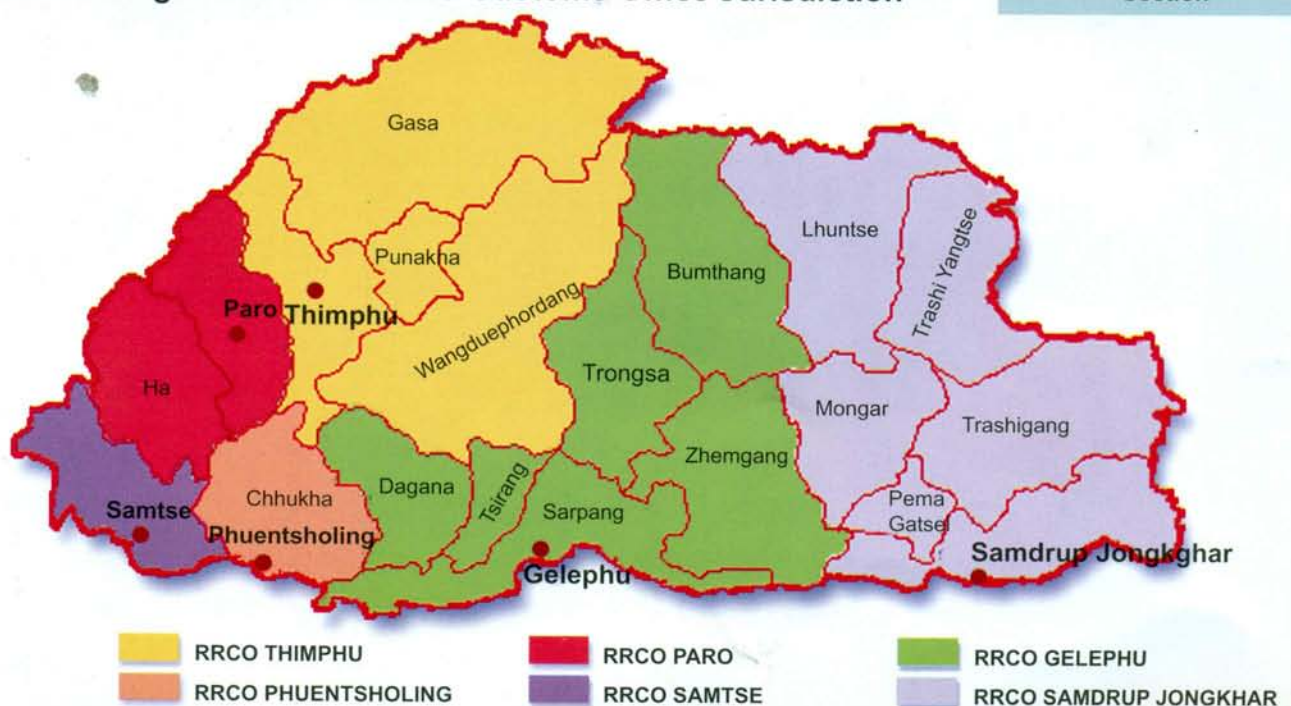 Gasa
Punakha
Lhuntse
Trashi Yangtse
Bumthang
Paro
Thimphu
Wangduephordang
Ha
Trongsa
Mongar
Trashigang
Zhemgang
Dagana
Tsirang
Chhukha
Samtse
Phuentsholing
Sarpang
Pema
Gatsel
Gelephu
Samdrup Jongkghar
RRCO THIMPHU
RRCO PARO
RRCO GELEPHU
RRCO PHUENTSHOLING
RRCO SAMTSE
RRCO SAMDRUP JONGKHAR